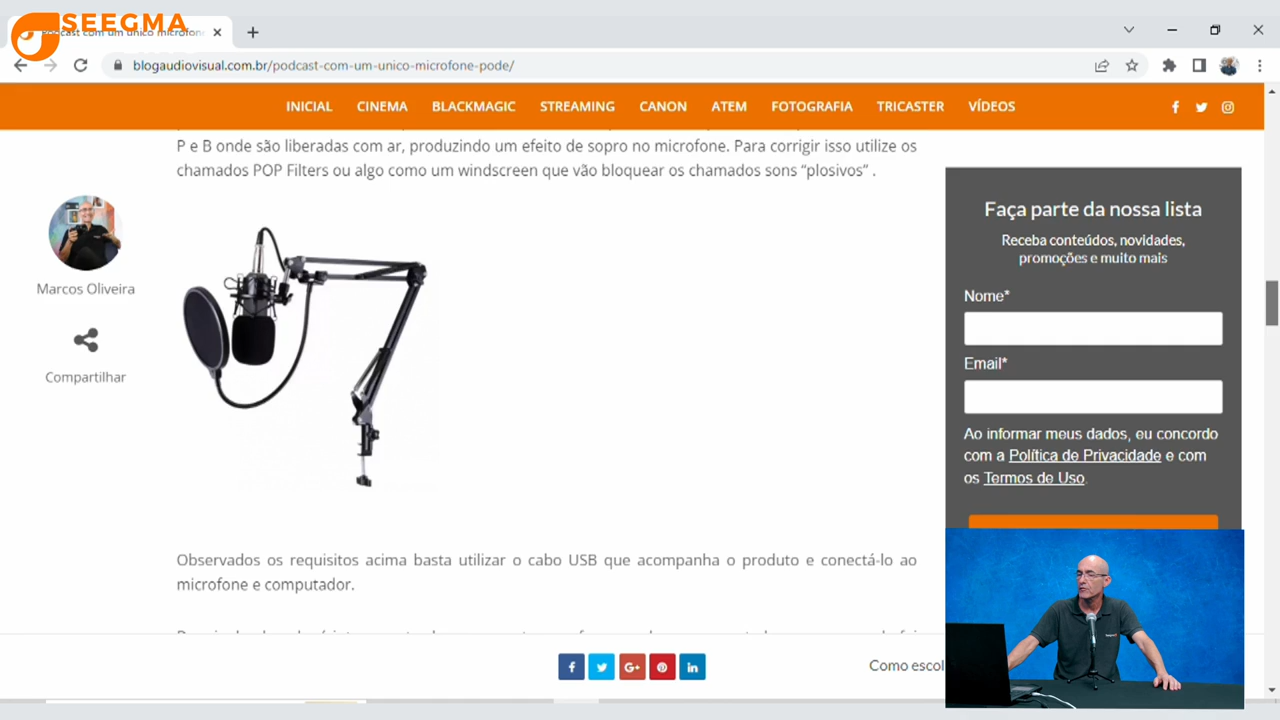 SEEGMA
Podcast com um único microfone
blogaudiovisual.com.br/podcast-com-um-unico-microfone-pode/
INICIAL CINEMA BLACKMAGIC STREAMING CANON ATEM FOTOGRAFIA TRICASTER VÍDEOS
P e B onde são liberadas com ar, produzindo um efeito de sopro no microfone. Para corrigir isso utilize os
chamados POP Filters ou algo como um windscreen que vão bloquear os chamados sons “plosivos” .
Marcos Oliveira
Compartilhar
Faça parte da nossa lista
Receba conteúdos, novidades,
promoções e muito mais
Nome*
Email*
Ao informar meus dados, eu concordo
com a Política de Privacidade e com
os Termos de Uso.
Observados os requisitos acima basta utilizar o cabo USB que acompanha o produto e conectá-lo ao
microfone e computador.
Como escol